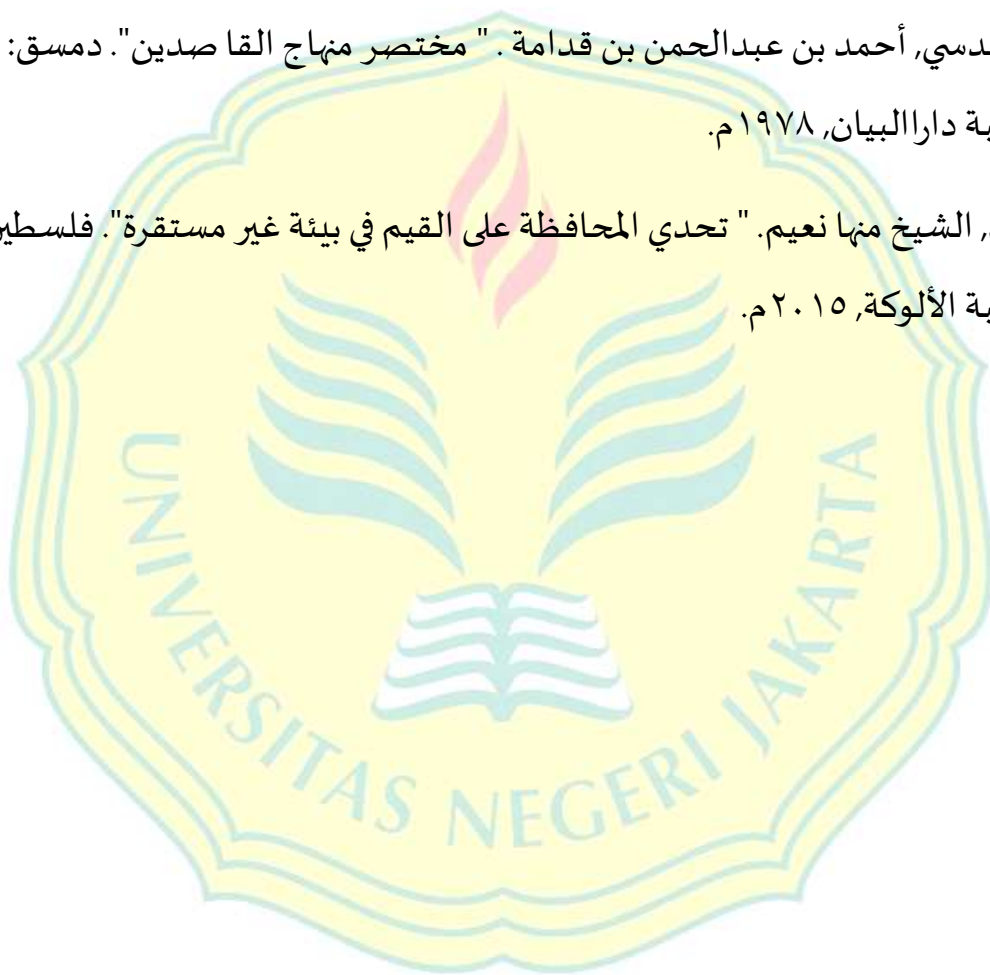 دسي, أحمد بن عبدالحمن بن قدامة . " مختصر منهاج القا صدين". دمسق:
بة داراالبيان, ١٩٧٨م.
, الشيخ منها نعيم. " تحدي المحافظة على القيم في بيئة غير مستقرة". فلسطين
بة الألوكة, ٢٠١٥م.
UNIVERSITAS NEGERI JAKARTA